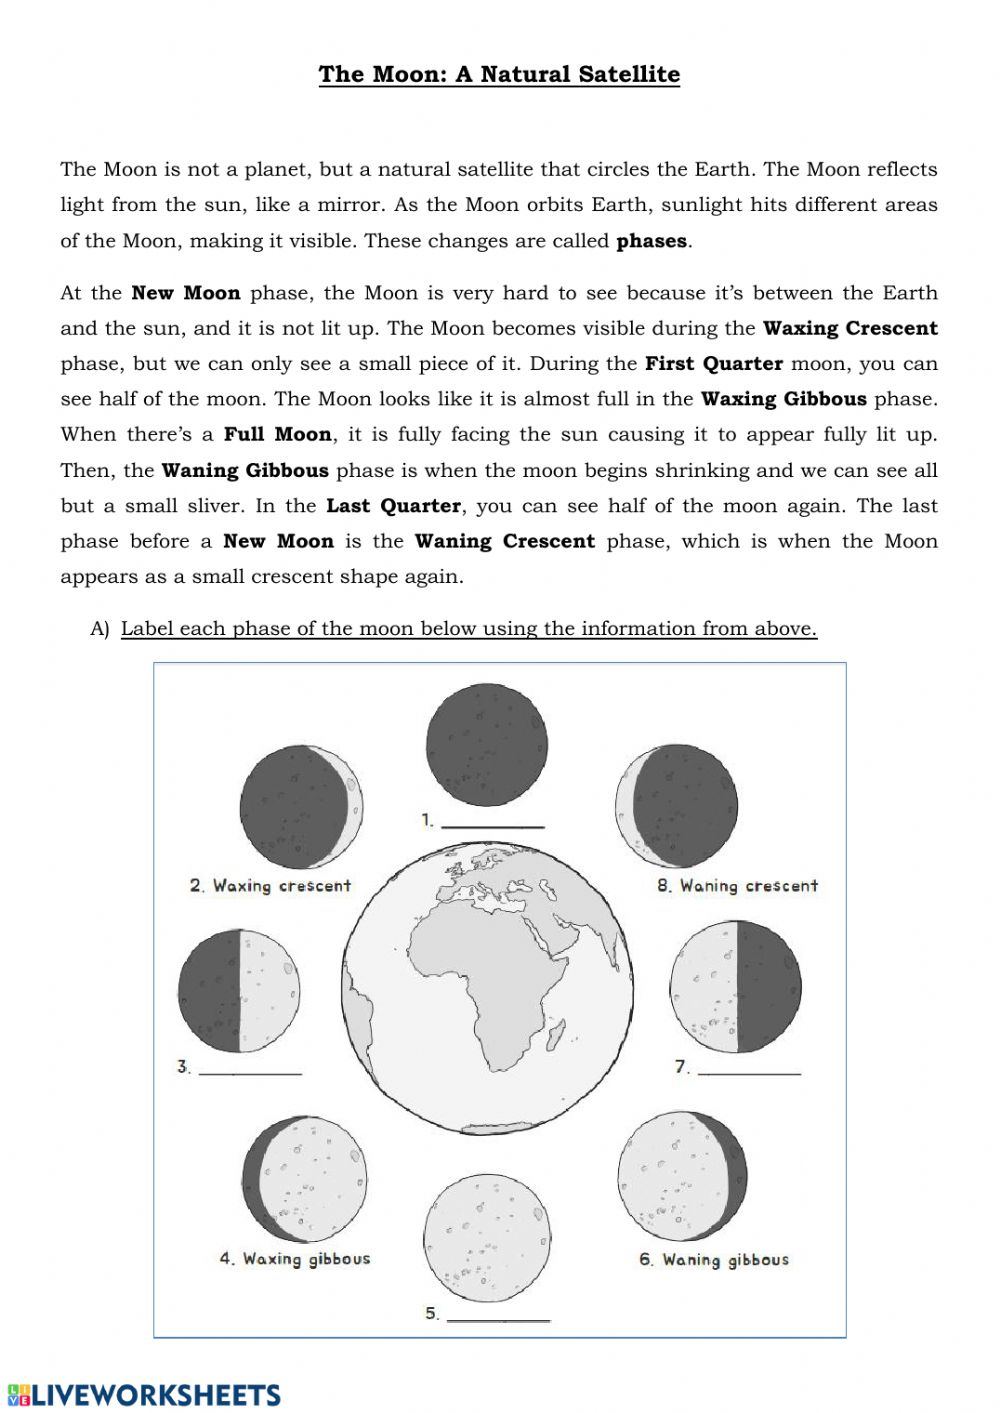 The Moon: A Natural Satellite
The Moon is not a planet, but a natural satellite that circles the Earth. The Moon reflects
light from the sun, like a mirror. As the Moon orbits Earth, sunlight hits different areas
of the Moon, making it visible. These changes are called phases.
At the New Moon phase, the Moon is very hard to see because it’s between the Earth
and the sun, and it is not lit up. The Moon becomes visible during the Waxing Crescent
phase, but we can only see a small piece of it. During the First Quarter moon, you can
see half of the moon. The Moon looks like it is almost full in the Waxing Gibbous phase.
When there’s a Full Moon, it is fully facing the sun causing it to appear fully lit up.
Then, the Waning Gibbous phase is when the moon begins shrinking and we can see all
but a small sliver. In the Last Quarter, you can see half of the moon again. The last
phase before a New Moon is the Waning Crescent phase, which is when the Moon
appears as a small crescent shape again.
A) Label each phase of the moon below using the information from above.
1. __________
2. Waxing crescent
8. Waning crescent
3. __________
7. __________
4. Waxing gibbous
6. Waning gibbous
5. __________
LIVE LIVEWORKSHEETS